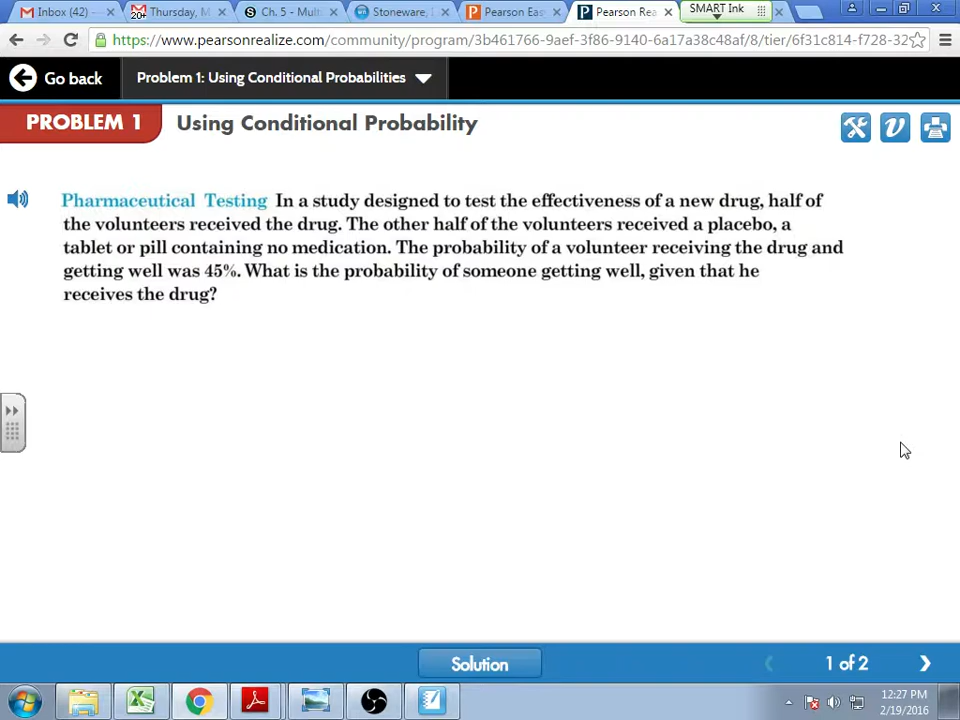 Inbox (42)
20+
Thursday, M
Ch. 5 - Mult
Stoneware,
Pearson Eas
Pearson Rea
SMART Ink
https://www.pearsonrealize.com/community/program/3b461766-9aef-3f86-9140-6a17a38c48af/8/tier/6f31c814-f728-32
Go back
Problem 1: Using Conditional Probabilities
PROBLEM 1
Using Conditional Probability
Pharmaceutical Testing In a study designed to test the effectiveness of a new drug, half of
the volunteers received the drug. The other half of the volunteers received a placebo, a
tablet or pill containing no medication. The probability of a volunteer receiving the drug and
getting well was 45%. What is the probability of someone getting well, given that he
receives the drug?
Solution
1 of 2
12:27 PM
2/19/2016